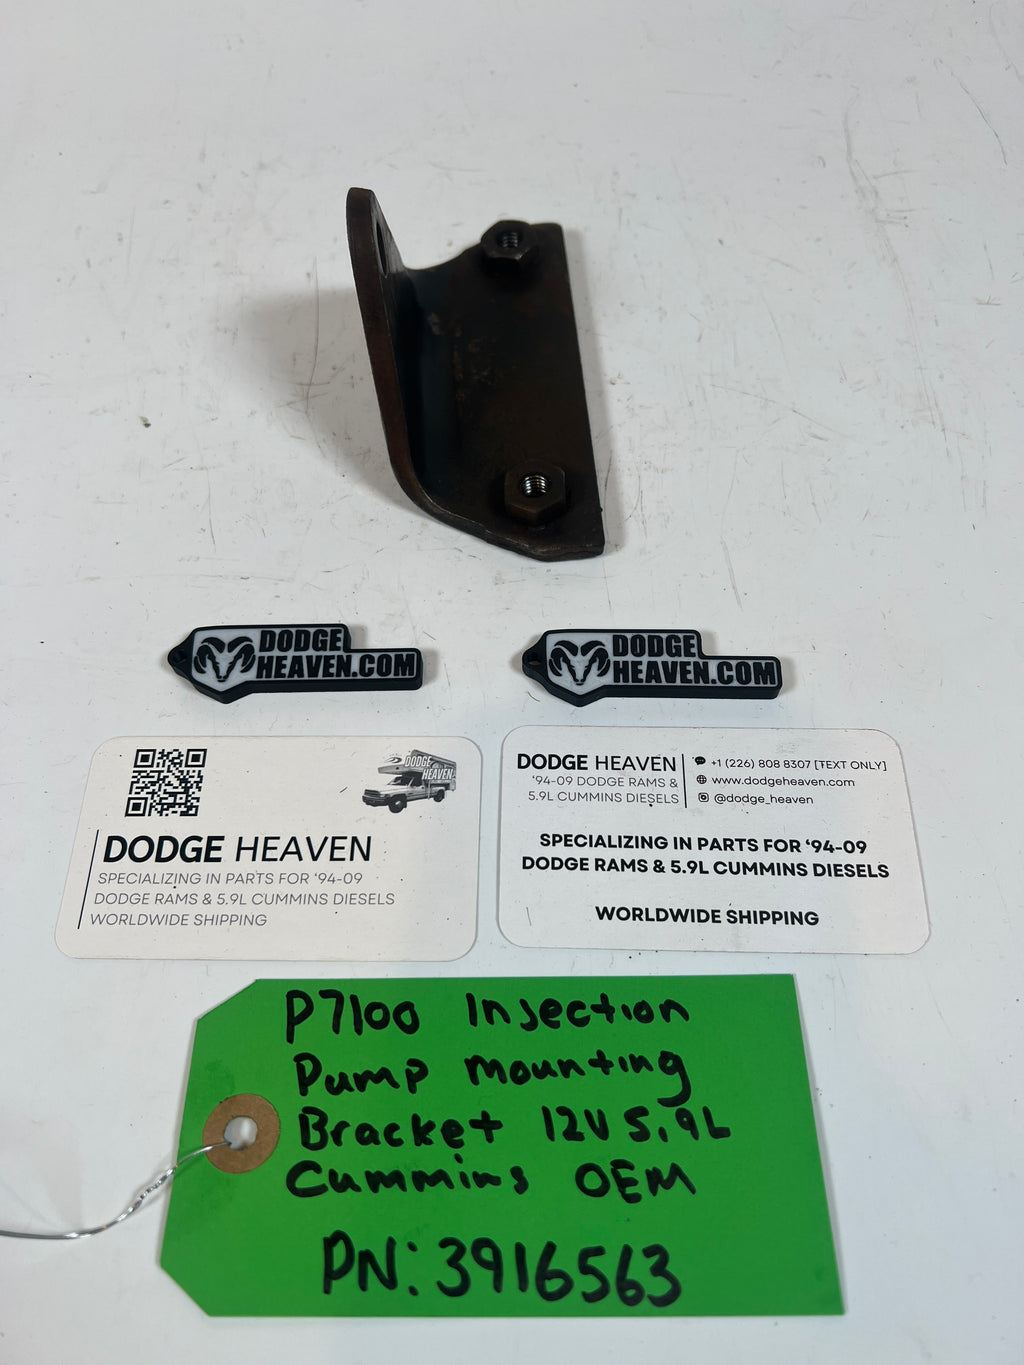 DODGE
HEAVEN.COM
DODGE
HEAVEN.COM
DODGE
HEAVEN
DODGE HEAVEN
SPECIALIZING IN PARTS FOR ‘94-09
DODGE RAMS & 5.9L CUMMINS DIESELS
WORLDWIDE SHIPPING
DODGE HEAVEN
‘94-09 DODGE RAMS &
5.9L CUMMINS DIESELS
+1 (226) 808 8307 [TEXT ONLY]
www.dodgeheaven.com
@dodge_heaven
SPECIALIZING IN PARTS FOR ‘94-09
DODGE RAMS & 5.9L CUMMINS DIESELS
WORLDWIDE SHIPPING
P7100 Injection
Pump mounting
Bracket 12V 5.9L
Cummins OEM
PN: 3916563